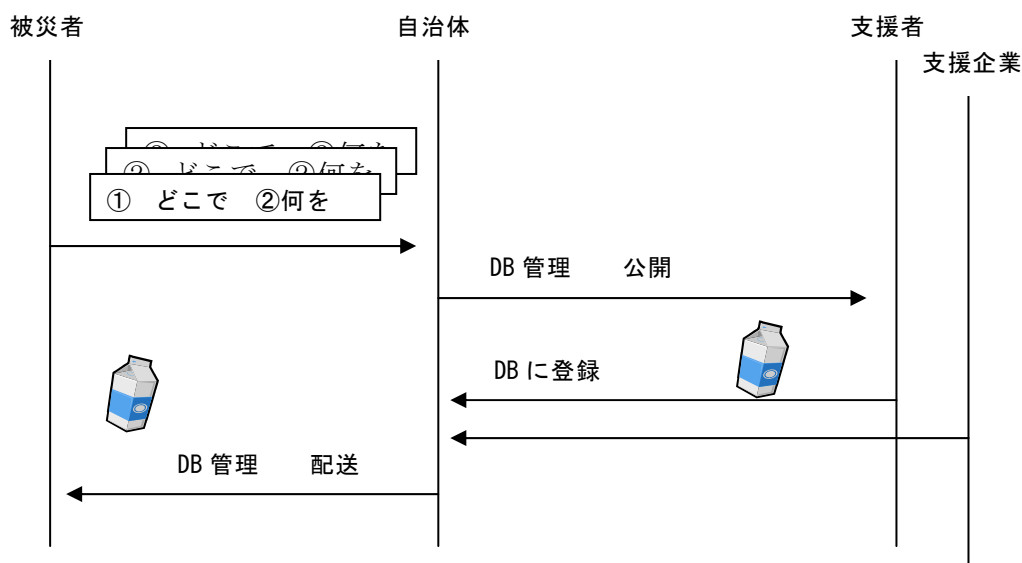 被災者
自治体
支援者
支援企業
① どこで ②何を
DB 管理 公開
DB に登録
DB 管理 配送